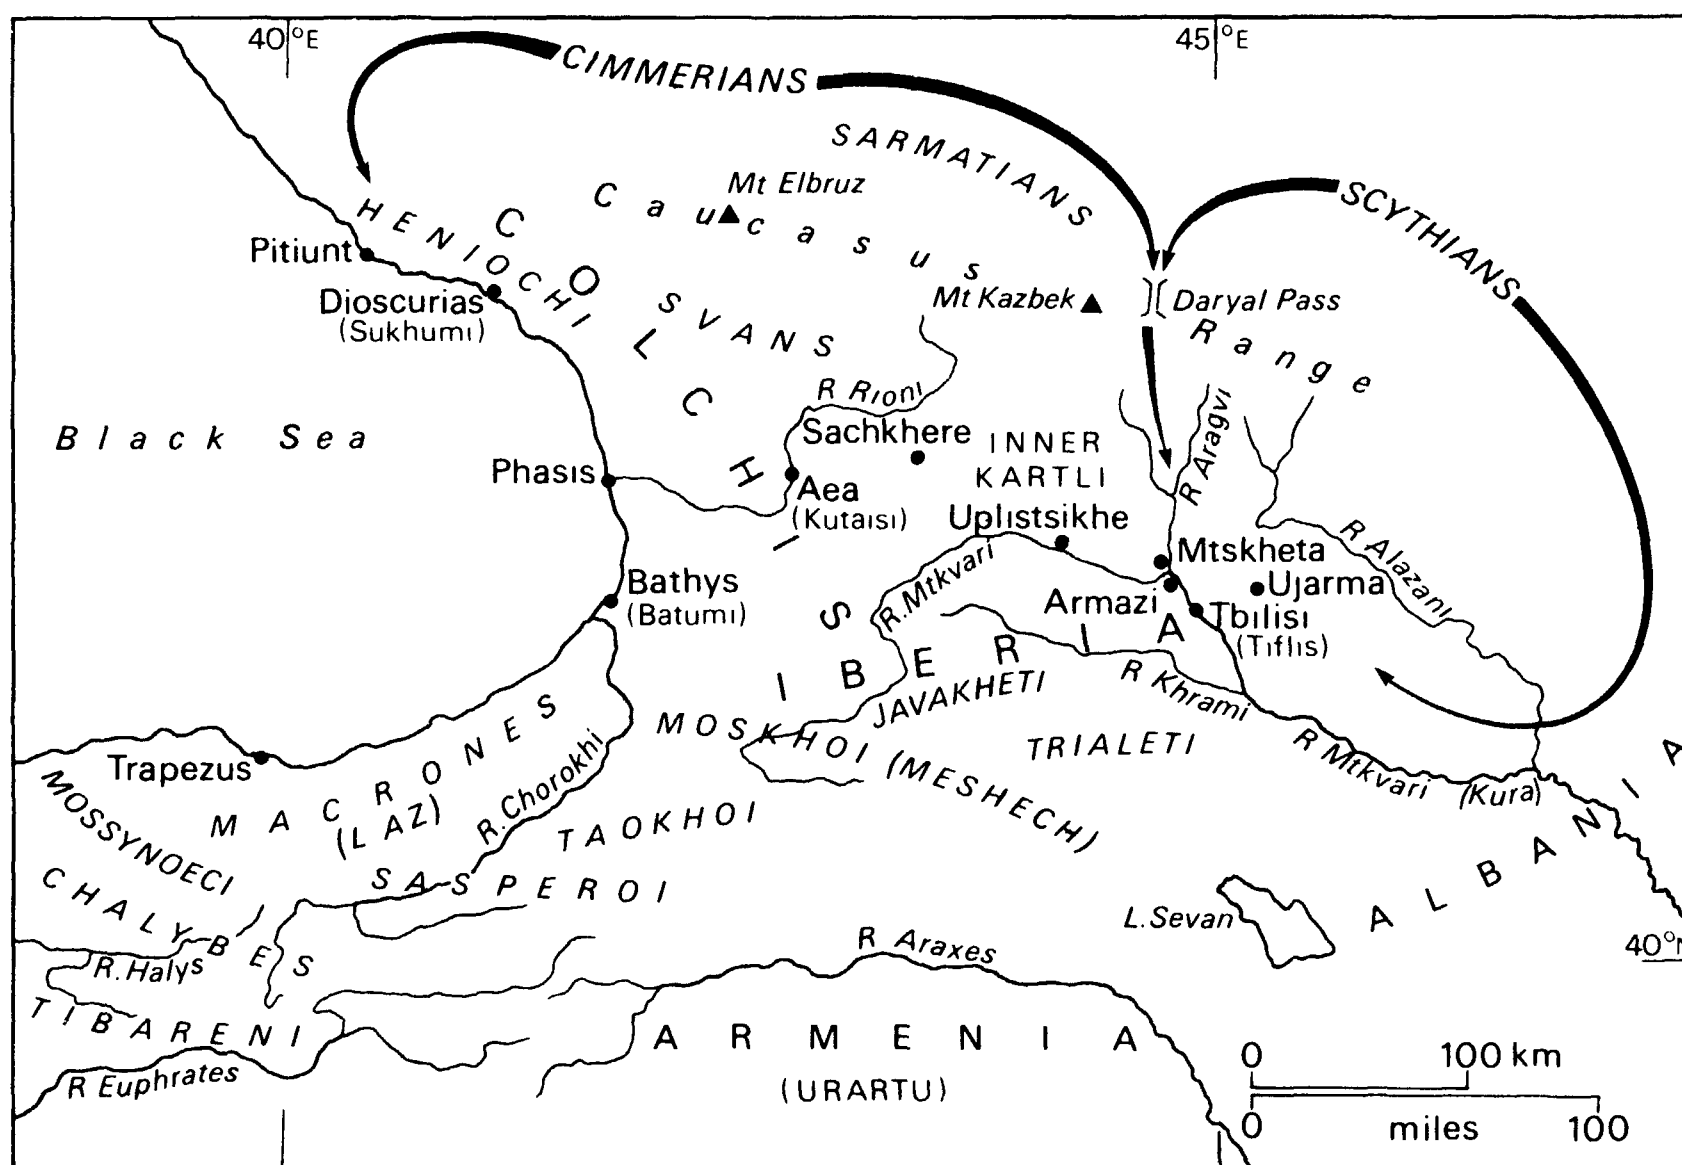 40°E
45°E
CIMMERIANS
SARMATIANS
SCYTHIANS
Mt Elbruz
Caucasus
HENIOCHI
COLCHIS
Pitiunt
Dioscurias
(Sukhumi)
SVANS
Mt Kazbek
Daryal Pass
Range
R Rioni
Black Sea
Sachkhere
INNER
KARTLI
R Aragvi
Phasis
Aea
(Kutaisi)
Uplistsikhe
R Alazani
R.Mtkvari
Mtskheta
Ujarma
Bathys
(Batumi)
Armazi
Tbilisi
(Tiflis)
IBERIA
JAVAKHETI
R Khrami
MOSKHOI (MESHECH)
TRIALETI
R Mtkvari (Kura)
Trapezus
MACRONES
(LAZ)
R.Chorokhi
MOSSYNOECI
TAOKHOI
ALBANIA
CHALYBES
SASPEROI
L.Sevan
40°N
R.Halys
R Araxes
TIBARENI
ARMENIA
(URARTU)
R Euphrates
0 100 km
0 miles 100